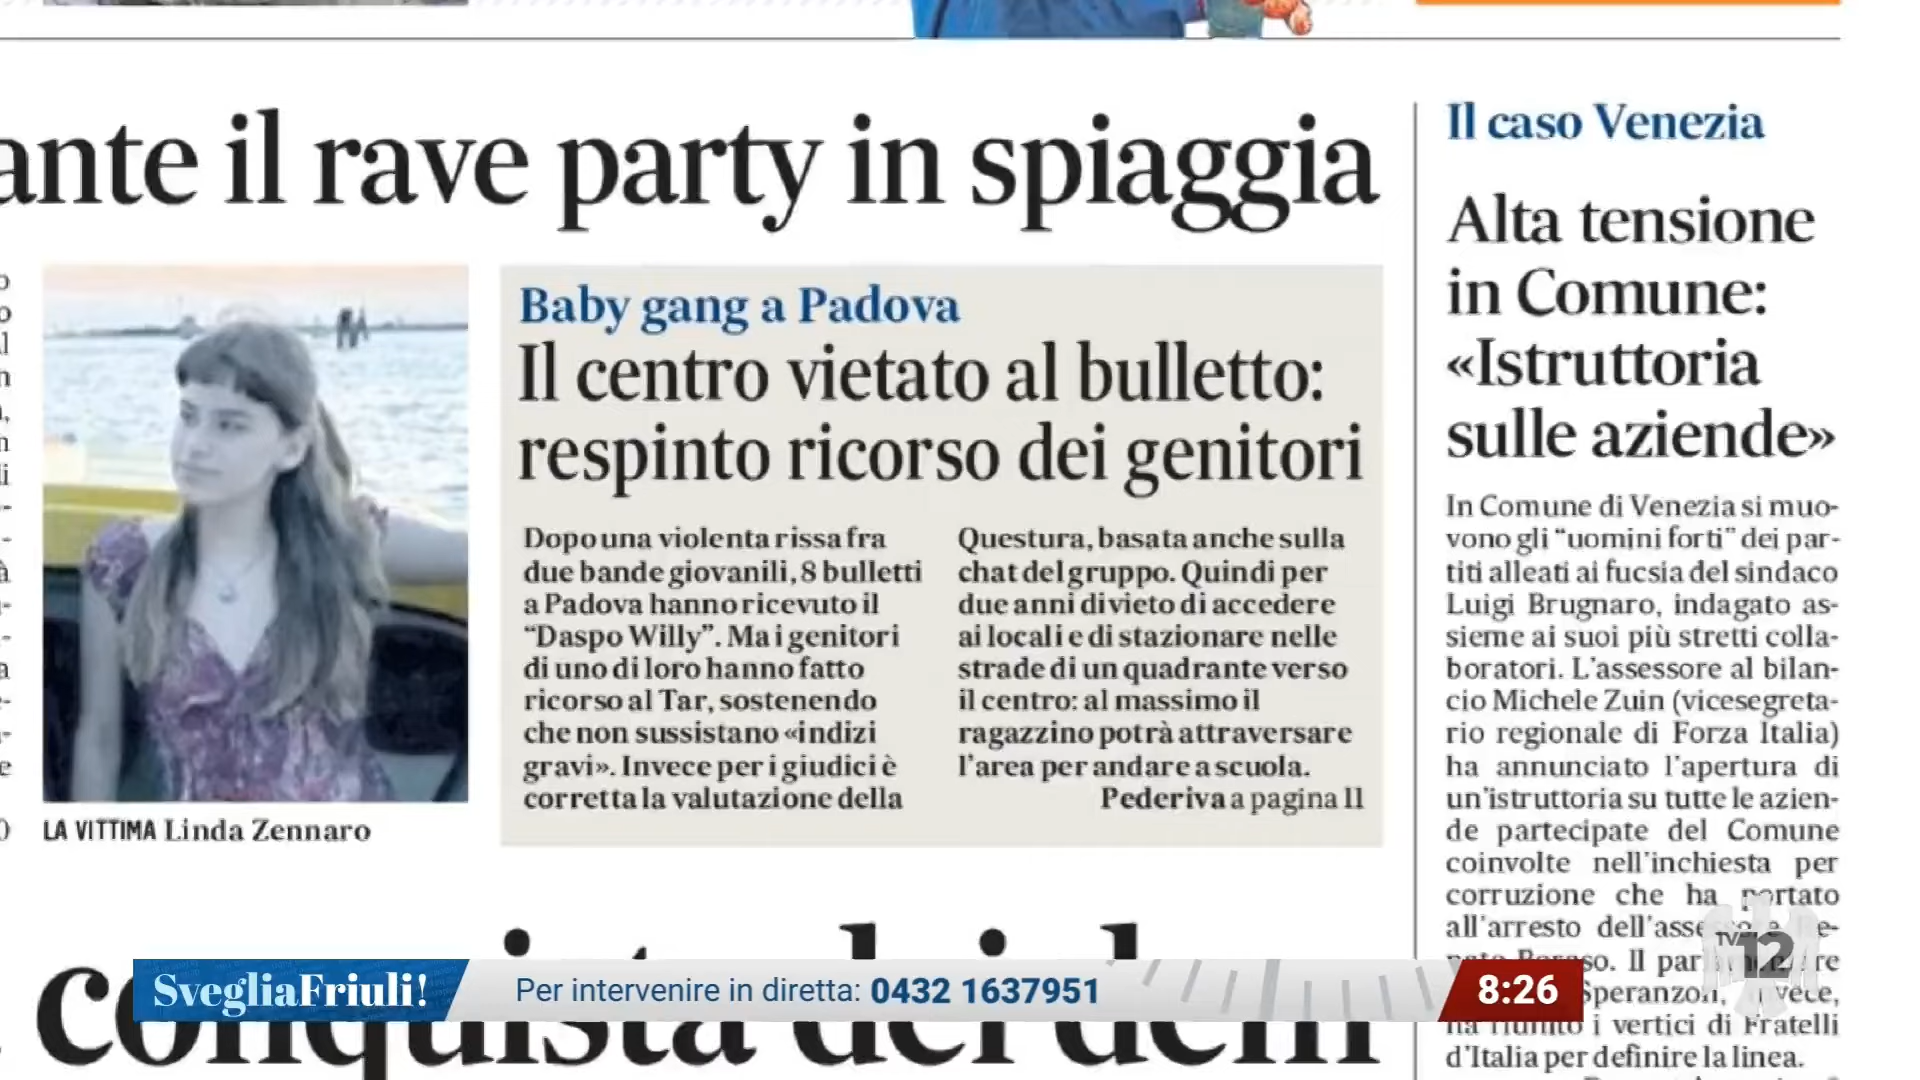 ante il rave party in spiaggia
LA VITTIMA Linda Zennaro
Baby gang a Padova
Il centro vietato al bulletto:
respinto ricorso dei genitori
Dopo una violenta rissa fra
due bande giovanili, 8 bulletti
a Padova hanno ricevuto il
“Daspo Willy”. Ma i genitori
di uno di loro hanno fatto
ricorso al Tar, sostenendo
che non sussistano «indizi
gravi». Invece per i giudici è
corretta la valutazione della
Questura, basata anche sulla
chat del gruppo. Quindi per
due anni divieto di accedere
ai locali e di stazionare nelle
strade di un quadrante verso
il centro: al massimo il
ragazzino potrà attraversare
l'area per andare a scuola.
Pederiva a pagina 11
Il caso Venezia
Alta tensione
in Comune:
«Istruttoria
sulle aziende»
In Comune di Venezia si muo-
vono gli “uomini forti” dei par-
titi alleati ai fucsia del sindaco
Luigi Brugnaro, indagato as-
sieme ai suoi più stretti colla-
boratori. L'assessore al bilan-
cio Michele Zuin (vicesegreta-
rio regionale di Forza Italia)
ha annunciato l'apertura di
un'istruttoria su tutte le azien-
de partecipate del Comune
coinvolte nell'inchiesta per
corruzione che ha portato
all'arresto dell'assessore
Il
Speranzon, invece,
ha riunito i vertici di Fratelli
d'Italia per definire la linea.
conquista dei
SvegliaFriuli!
Per intervenire in diretta: 0432 1637951
8:26
TV12